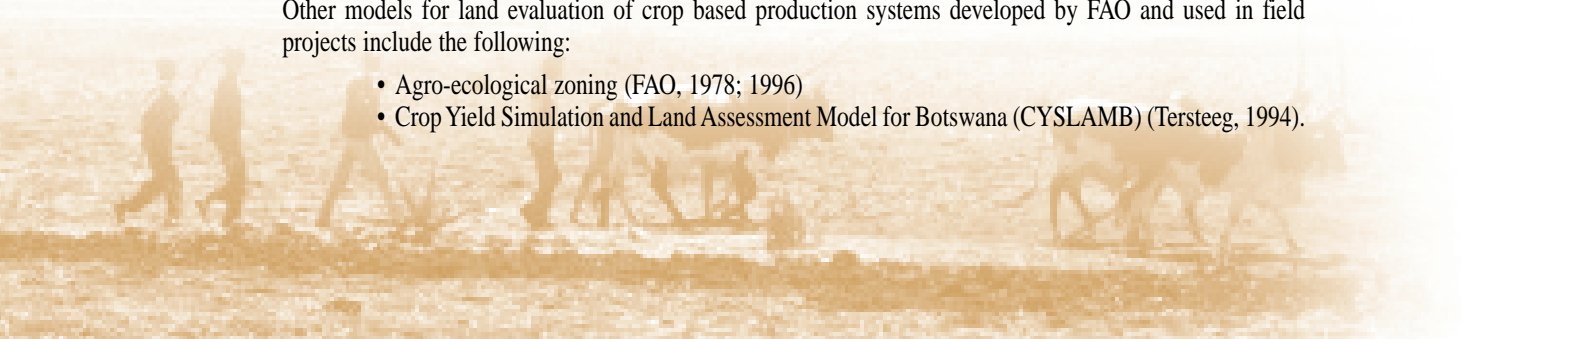 Other models for land evaluation of crop based production systems developed by FAO and used in field
projects include the following:
• Agro-ecological zoning (FAO, 1978; 1996)
• Crop Yield Simulation and Land Assessment Model for Botswana (CYSLAMB) (Tersteeg, 1994).